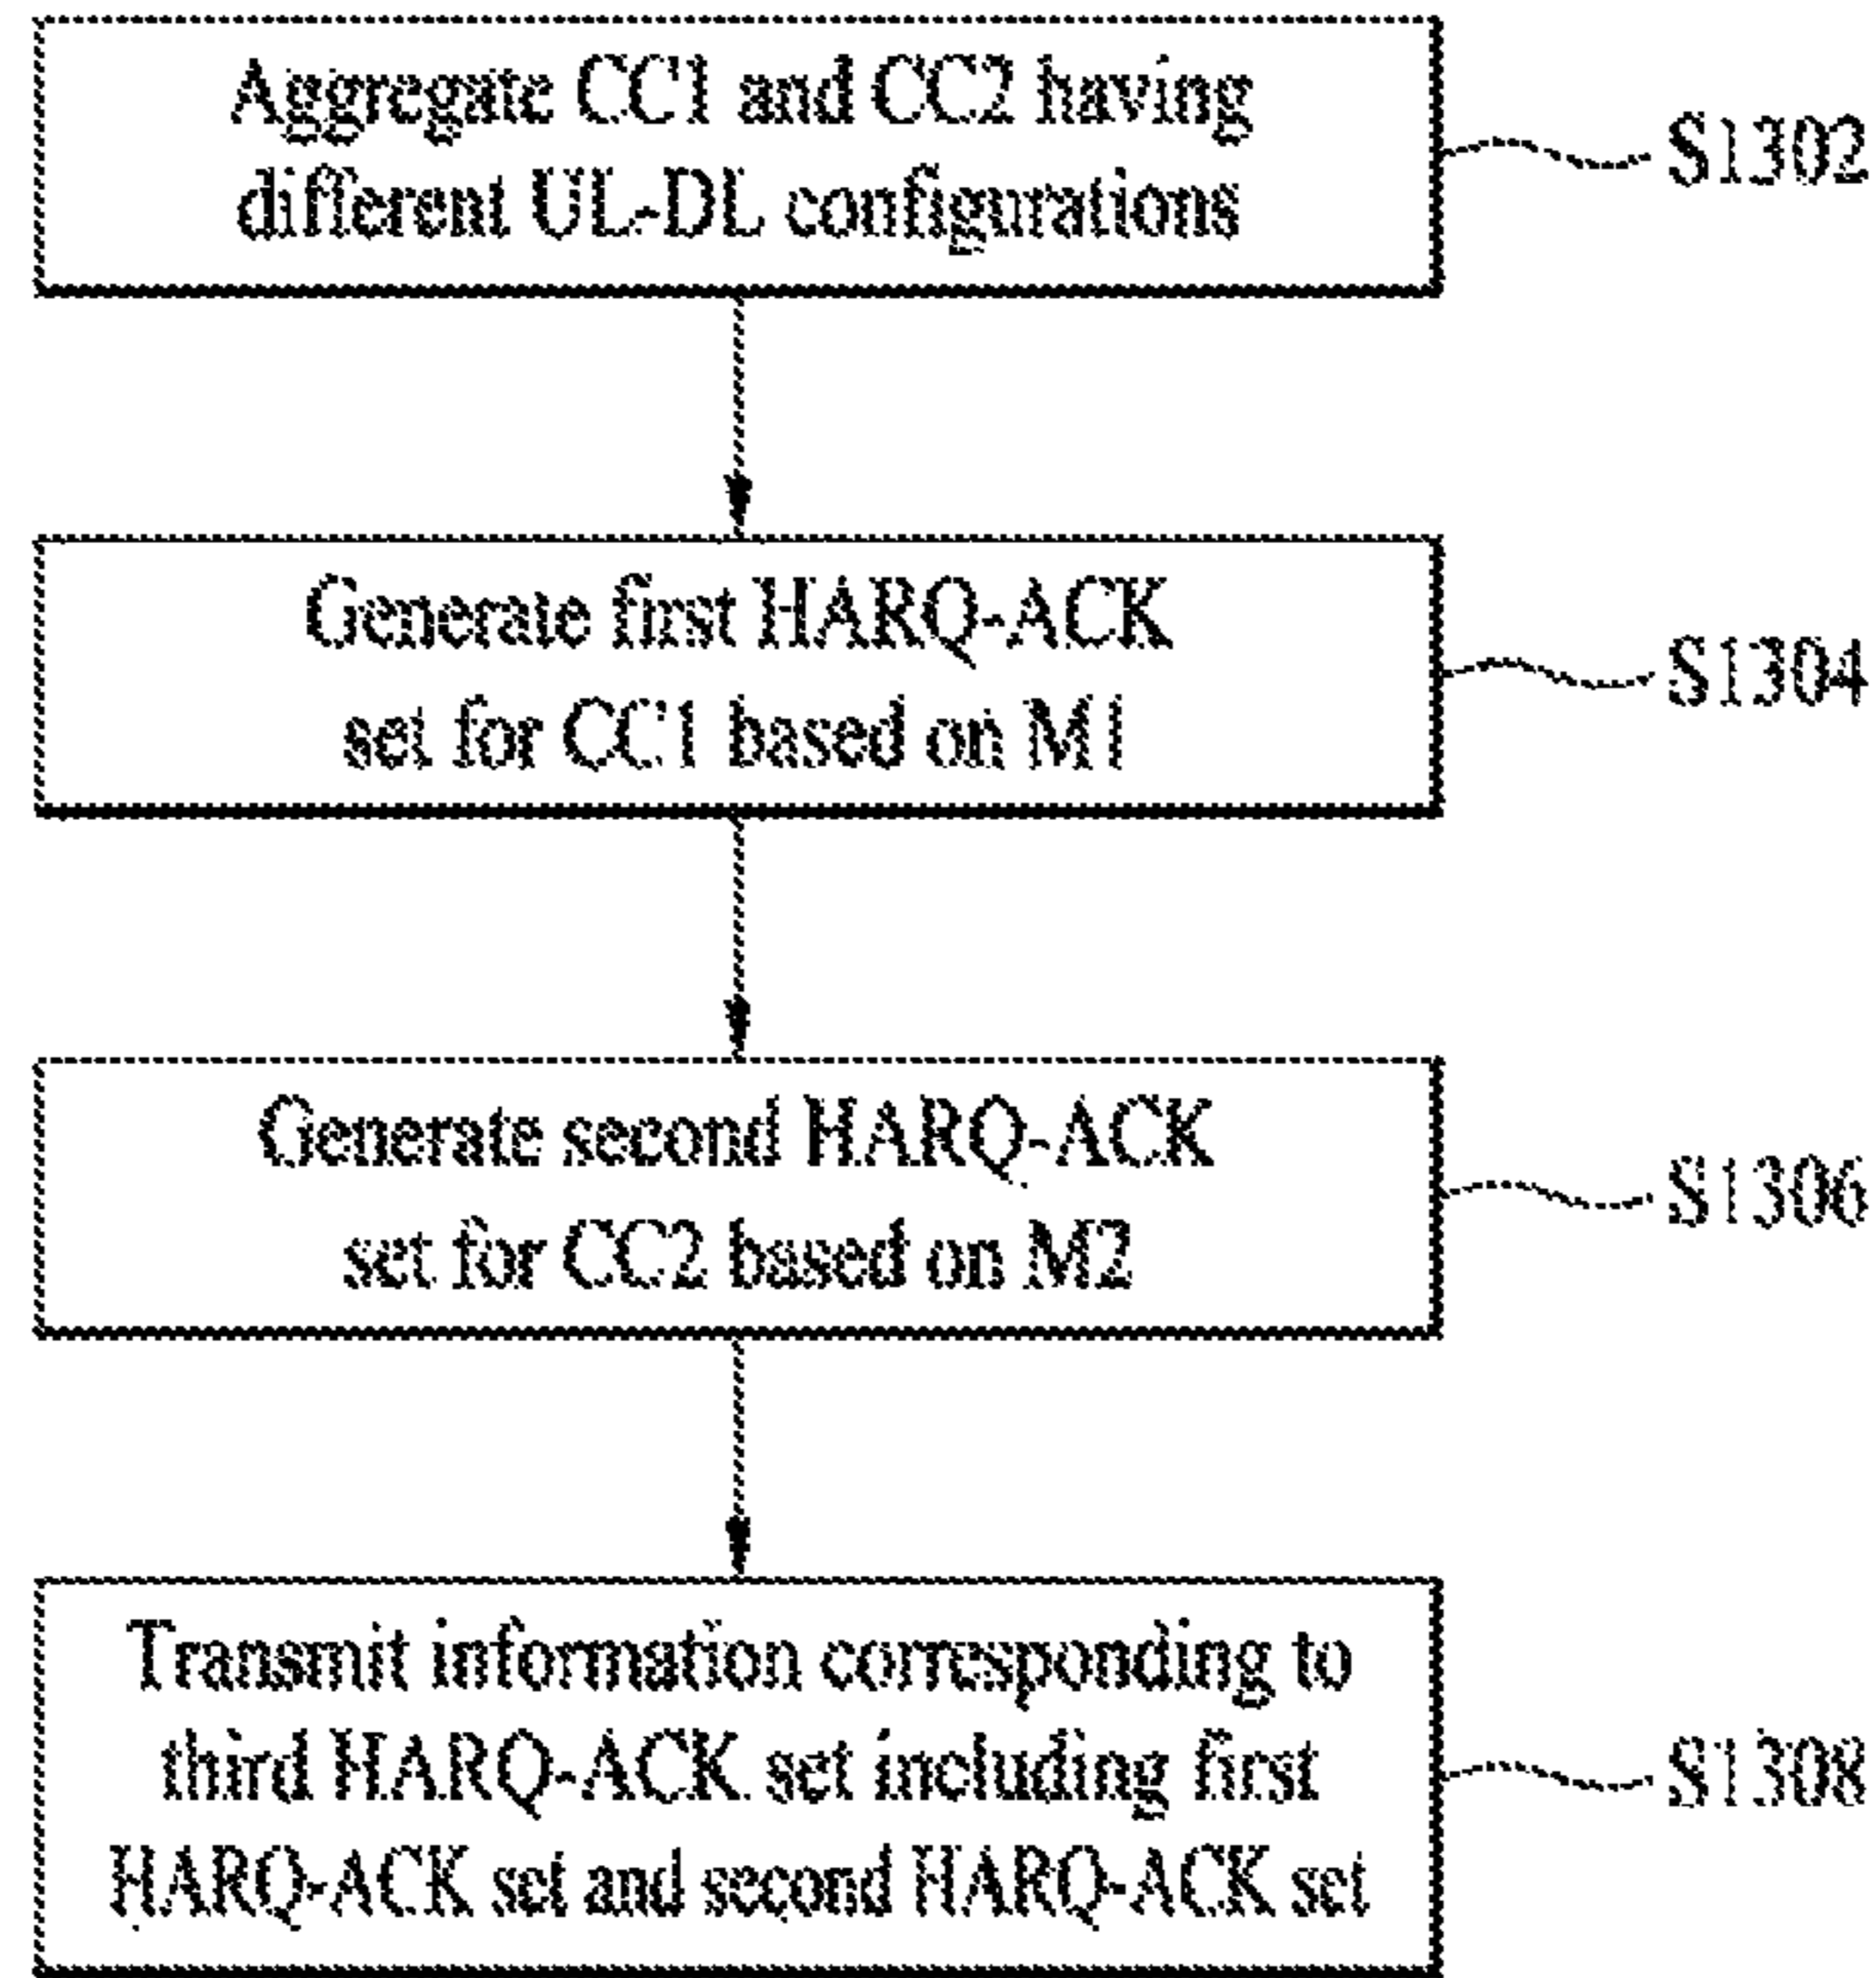 Aggregate CC1 and CC2 having
different UL-DL configurations
S1302
Generate first HARQ-ACK
set for CC1 based on M1
S1304
Generate second HARQ-ACK
set for CC2 based on M2
S1306
Transmit information corresponding to
third HARQ-ACK set including first
HARQ-ACK set and second HARQ-ACK set
S1308